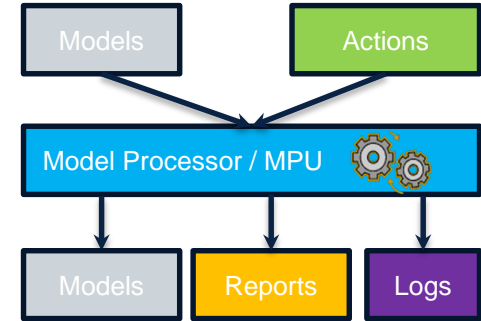 Models
Actions
Model Processor / MPU
Models
Reports
Logs